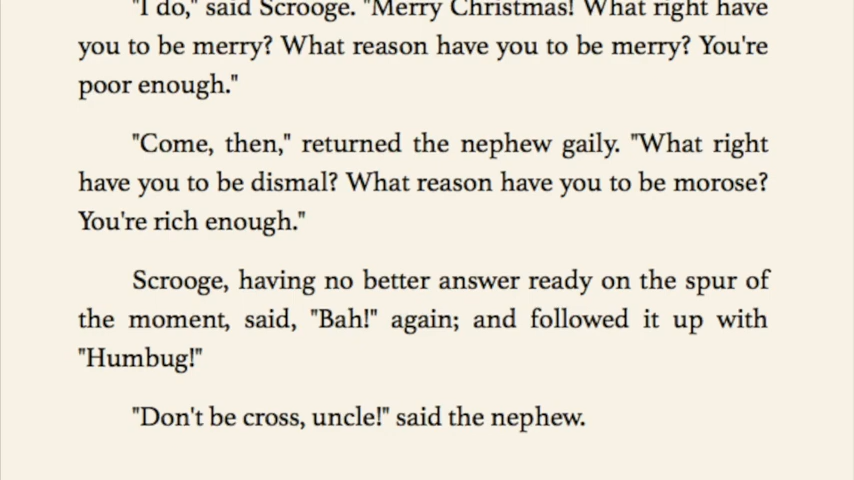 "I do," said Scrooge. "Merry Christmas! What right have
you to be merry? What reason have you to be merry? You're
poor enough."
"Come, then," returned the nephew gaily. "What right
have you to be dismal? What reason have you to be morose?
You're rich enough."
Scrooge, having no better answer ready on the spur of
the moment, said, "Bah!" again; and followed it up with
"Humbug!"
"Don't be cross, uncle!" said the nephew.